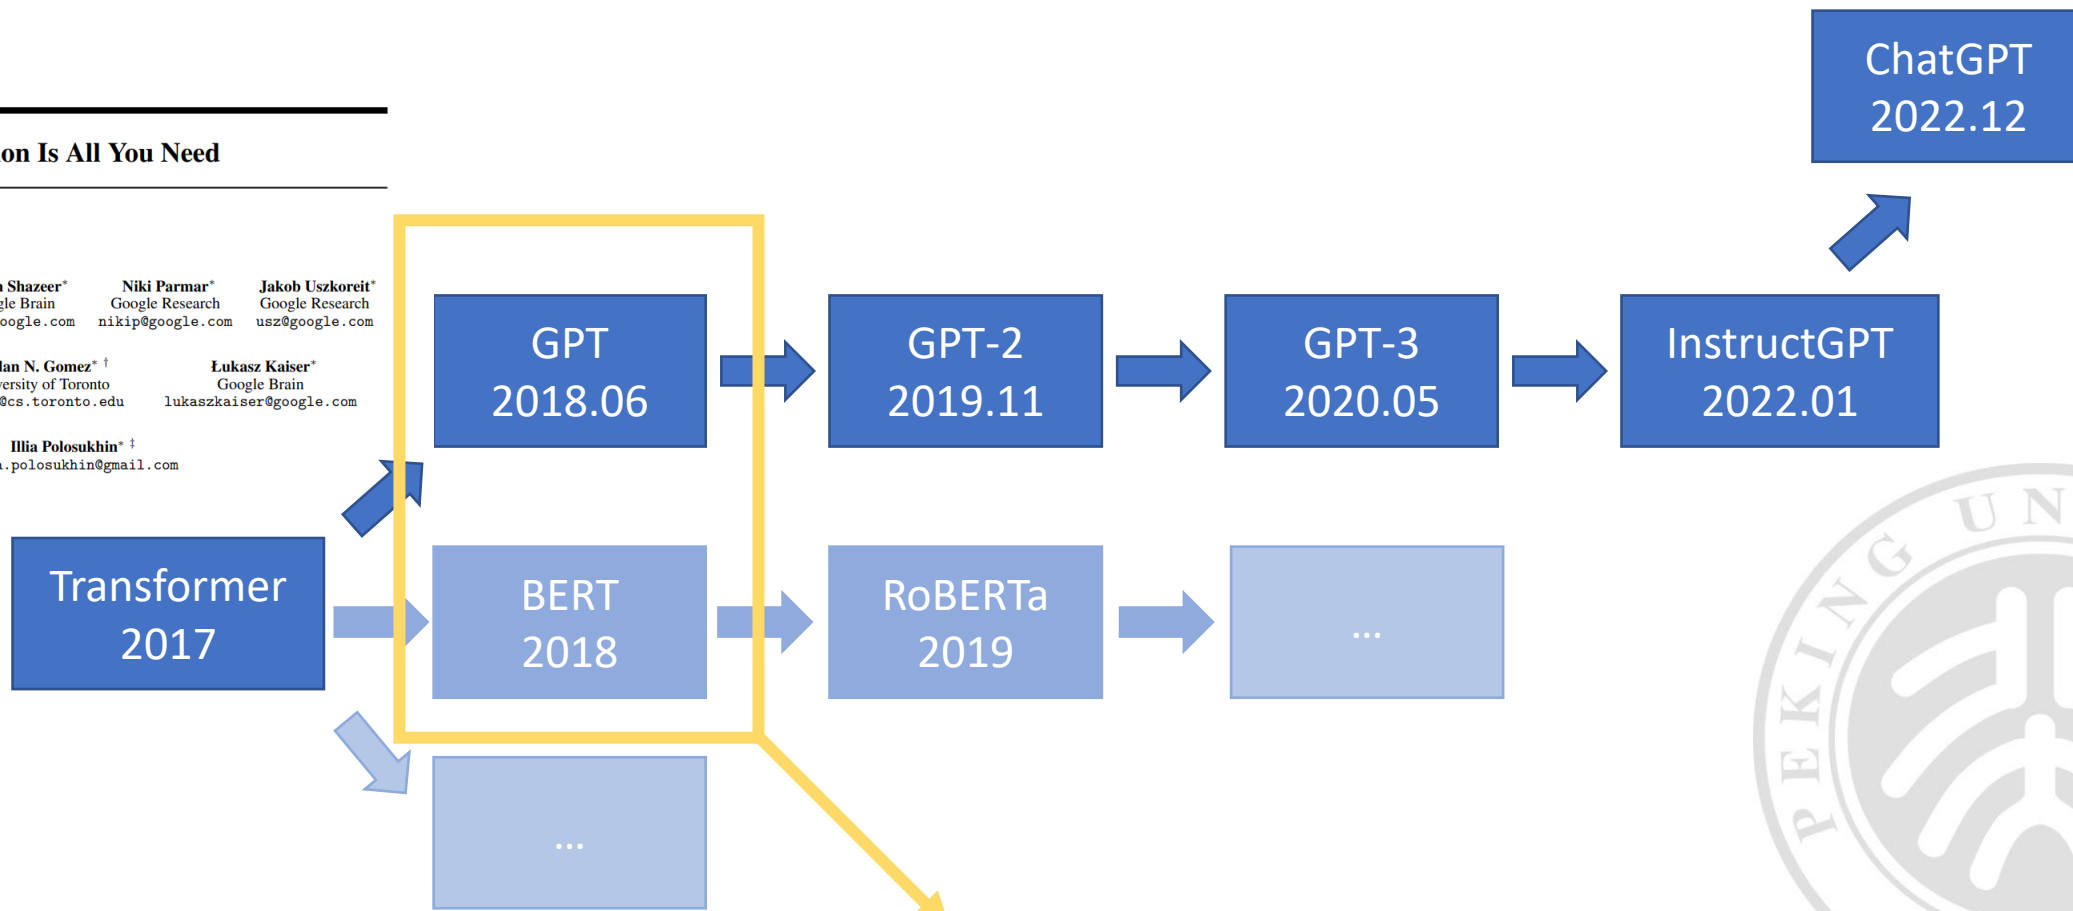 ChatGPT
2022.12
ion Is All You Need
n Shazeer* Niki Parmar* Jakob Uszkoreit*
gle Brain Google Research Google Research
oogle.com nikip@google.com usz@google.com
dan N. Gomez* † Łukasz Kaiser*
versity of Toronto Google Brain
@cs.toronto.edu lukaszkaiser@google.com
Illia Polosukhin* ‡
a.polosukhin@gmail.com
GPT
2018.06
GPT-2
2019.11
GPT-3
2020.05
InstructGPT
2022.01
Transformer
2017
BERT
2018
RoBERTa
2019
...
...
PEKING UN